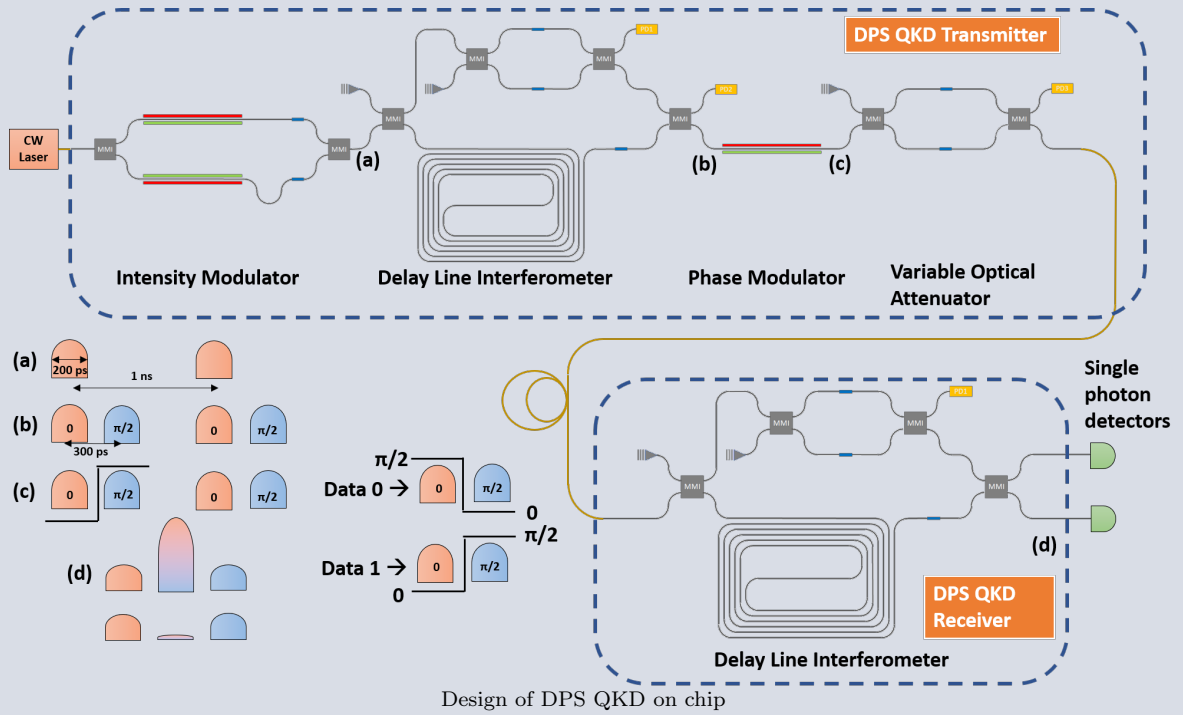 DPS QKD Transmitter
PD1
MMI
MMI
PD2
PD3
CW
Laser
MMI
MMI
(a)
MMI
MMI
(b)
(c)
MMI
MMI
Intensity Modulator
Delay Line Interferometer
Phase Modulator
Variable Optical
Attenuator
(a)
200 ps
1 ns
(b)
0
π/2
0
π/2
300 ps
(c)
0
π/2
0
π/2
(d)
π/2
Data 0 →
0
π/2
0
π/2
Data 1 →
0
π/2
0
Single
photon
detectors
MMI
MMI
MMI
MMI
(d)
DPS QKD
Receiver
Delay Line Interferometer
Design of DPS QKD on chip